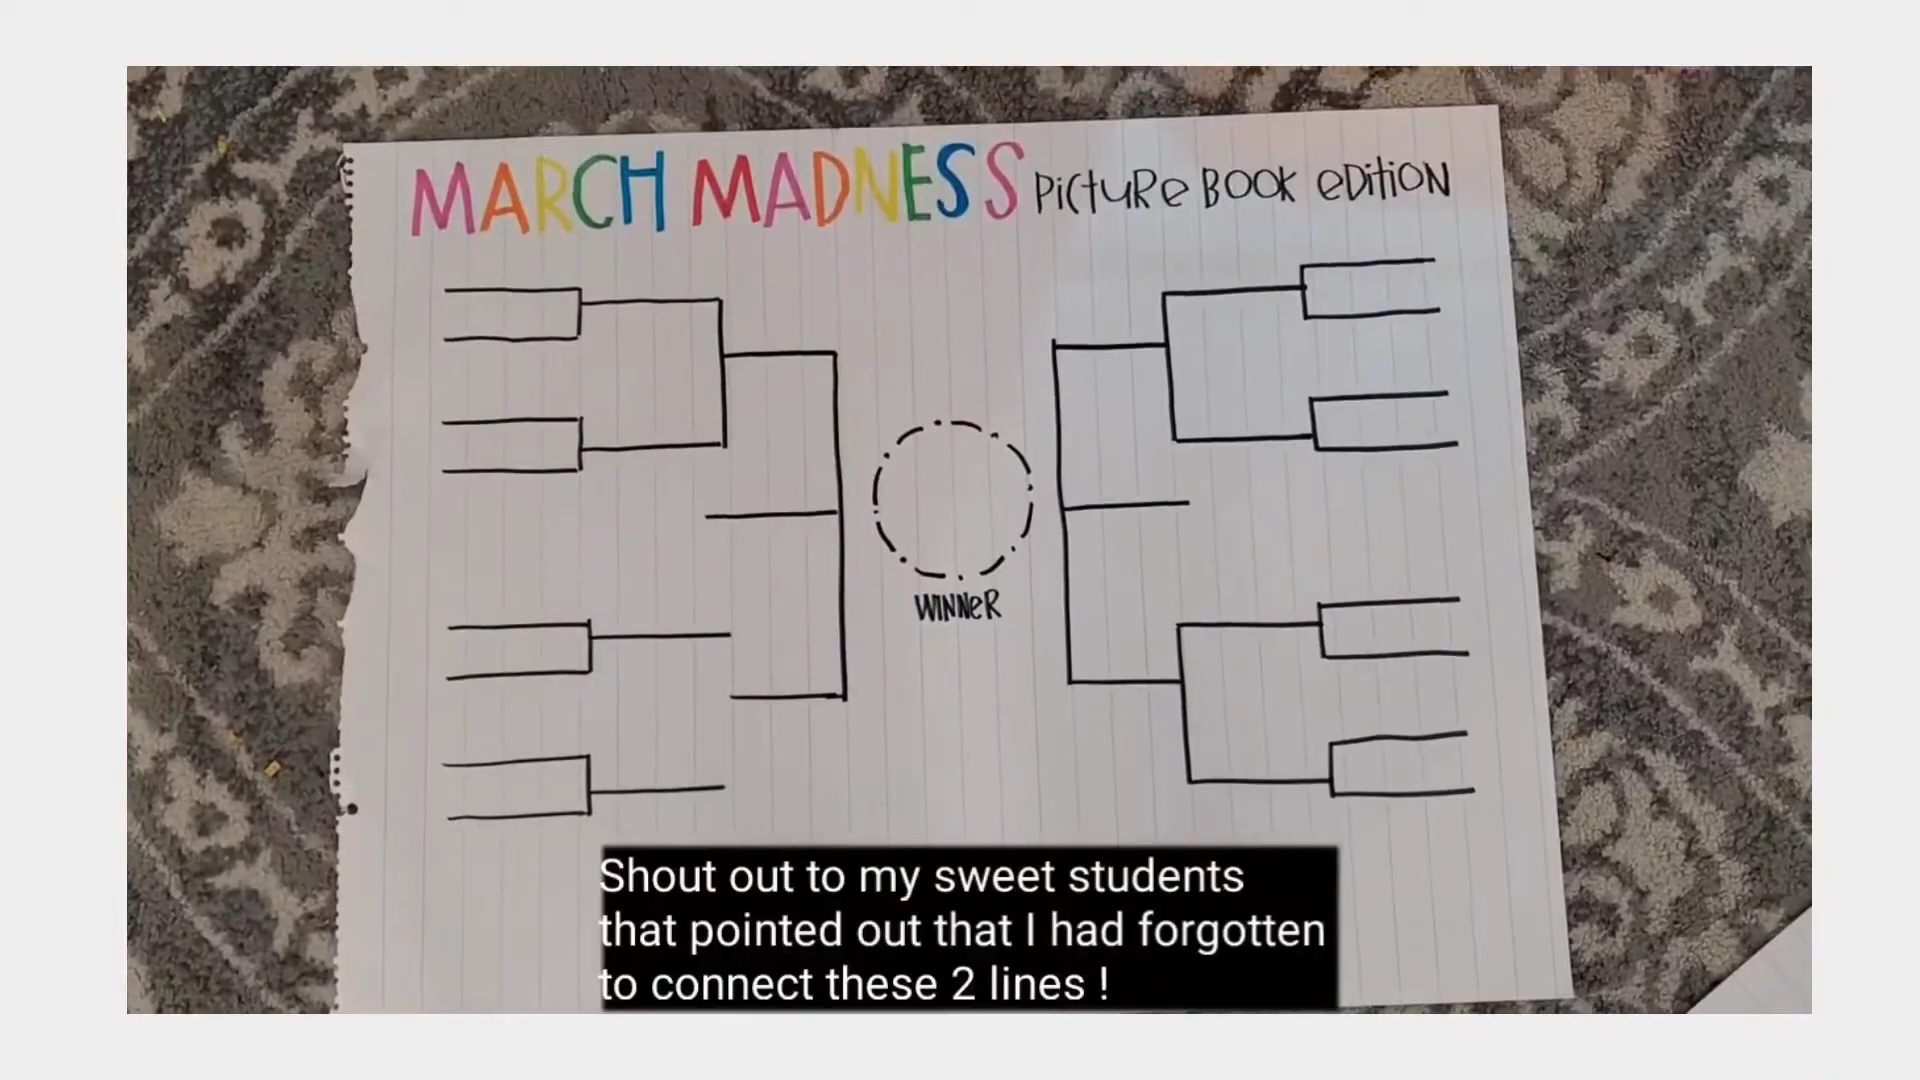 MARCH MADNESS PicTURe BOOK eDiTiON
WiNNeR
Shout out to my sweet students
that pointed out that I had forgotten
to connect these 2 lines !